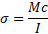 σ = Mc/I